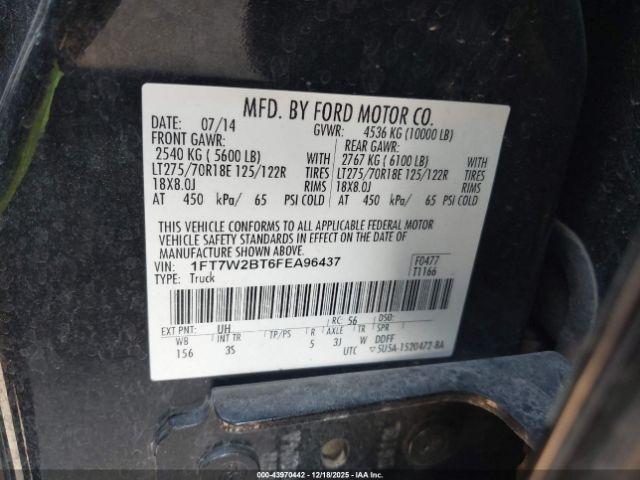 MFD. BY FORD MOTOR CO.
DATE: 07/14 GVWR: 4536 KG (10000 LB)
FRONT GAWR: REAR GAWR:
2540 KG ( 5600 LB) WITH 2767 KG ( 6100 LB) WITH
LT275/70R18E 125/122R TIRES LT275/70R18E 125/122R TIRES
18X8.0J RIMS 18X8.0J RIMS
AT 450 kPa/ 65 PSI COLD AT 450 kPa/ 65 PSI COLD
THIS VEHICLE CONFORMS TO ALL APPLICABLE FEDERAL MOTOR
VEHICLE SAFETY STANDARDS IN EFFECT ON THE DATE OF
MANUFACTURE SHOWN ABOVE.
VIN: 1FT7W2BT6FEA96437 F0477
TYPE: Truck T1166
EXT PNT: UH RC: 56 DSO:
WB INT TR TP/PS R AXLE TR SPR
156 3S 5 3J W DDFF
UTC ▽5U5A-1520472-BA
000-43970442 - 12/18/2025 - IAA Inc.